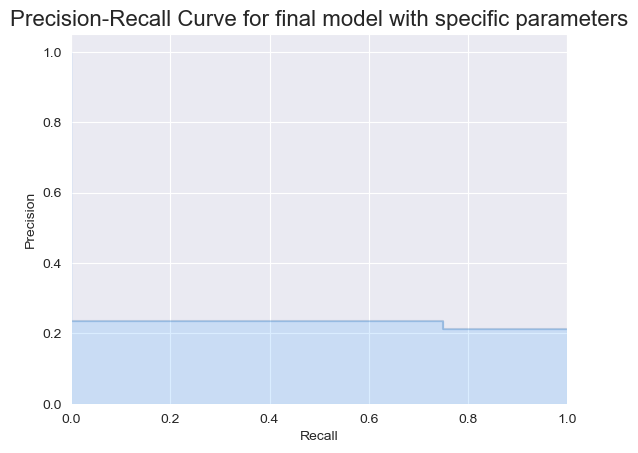 Precision-Recall Curve for final model with specific parameters
1.0
0.8
0.6
0.4
0.2
0.0
Precision
0.0 0.2 0.4 0.6 0.8 1.0
Recall